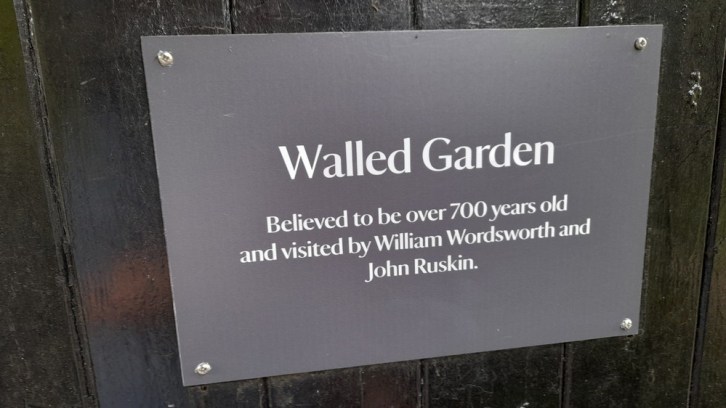 Walled Garden
Believed to be over 700 years old
and visited by William Wordsworth and
John Ruskin.